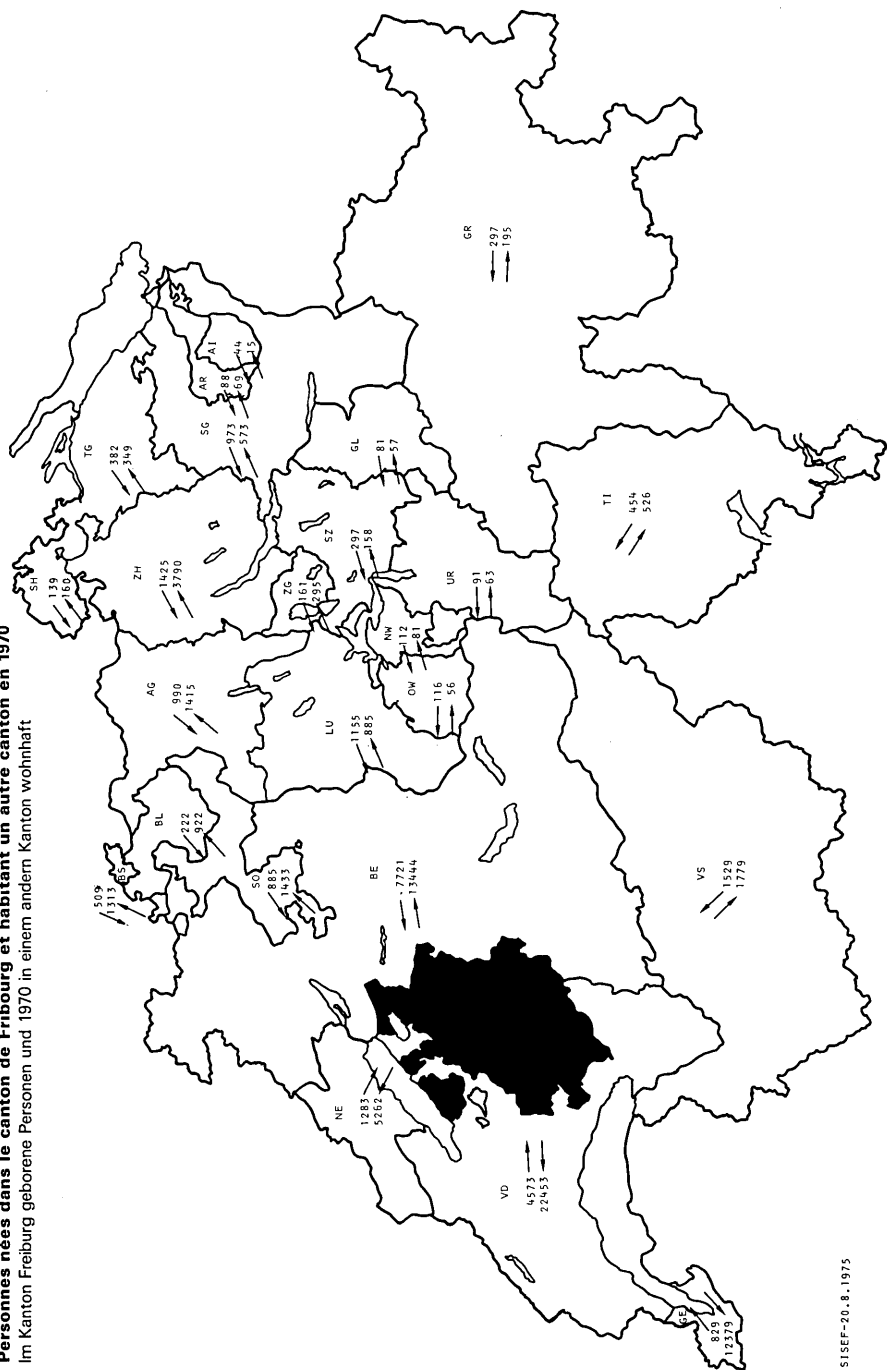 Personnes nées dans le canton de Fribourg et habitant un autre canton en 1970
Im Kanton Freiburg geborene Personen und 1970 in einem andern Kanton wohnhaft
SH
139
160
TG
382
349
BS
509
1313
BL
222
922
AG
990
1415
ZH
1425
3790
SG
973
573
AR
88
69
AI
44
15
SO
885
1433
LU
1155
885
ZG
161
295
SZ
297
158
GL
81
57
NE
1283
5262
BE
7721
13444
OW
116
56
NW
112
81
UR
91
63
GR
297
195
VD
4573
22453
VS
1529
1779
TI
454
526
GE
829
12379
SISEF-20.8.1975